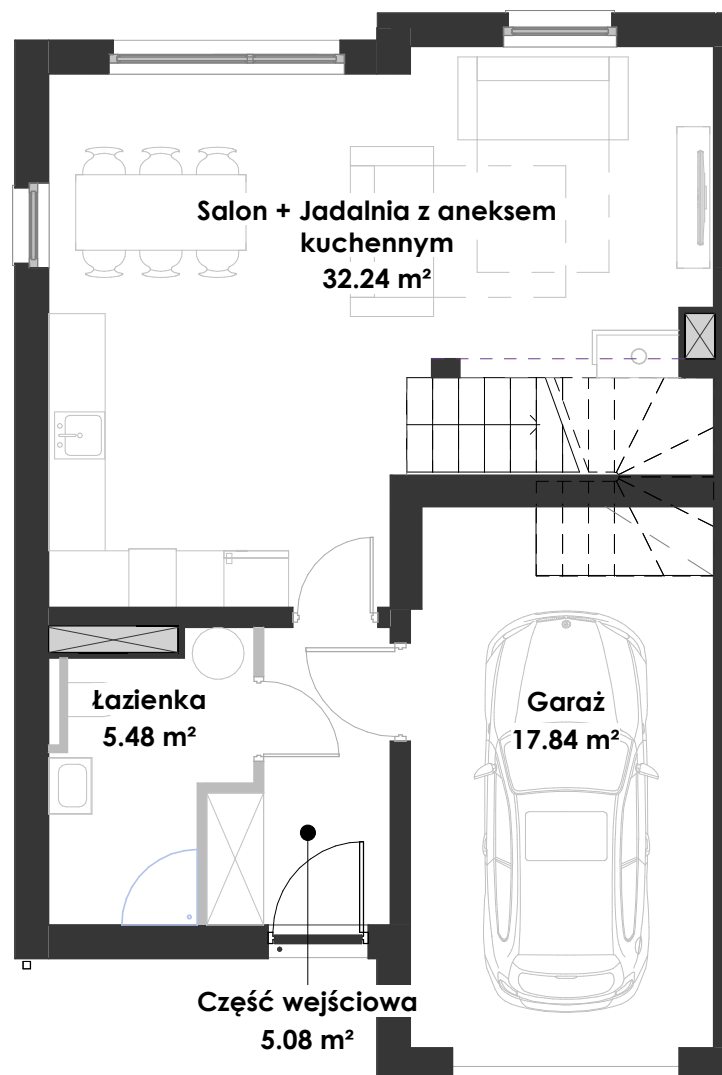 Salon + Jadalnia z aneksem
kuchennym
32.24 m²
Łazienka
5.48 m²
Garaż
17.84 m²
Część wejściowa
5.08 m²